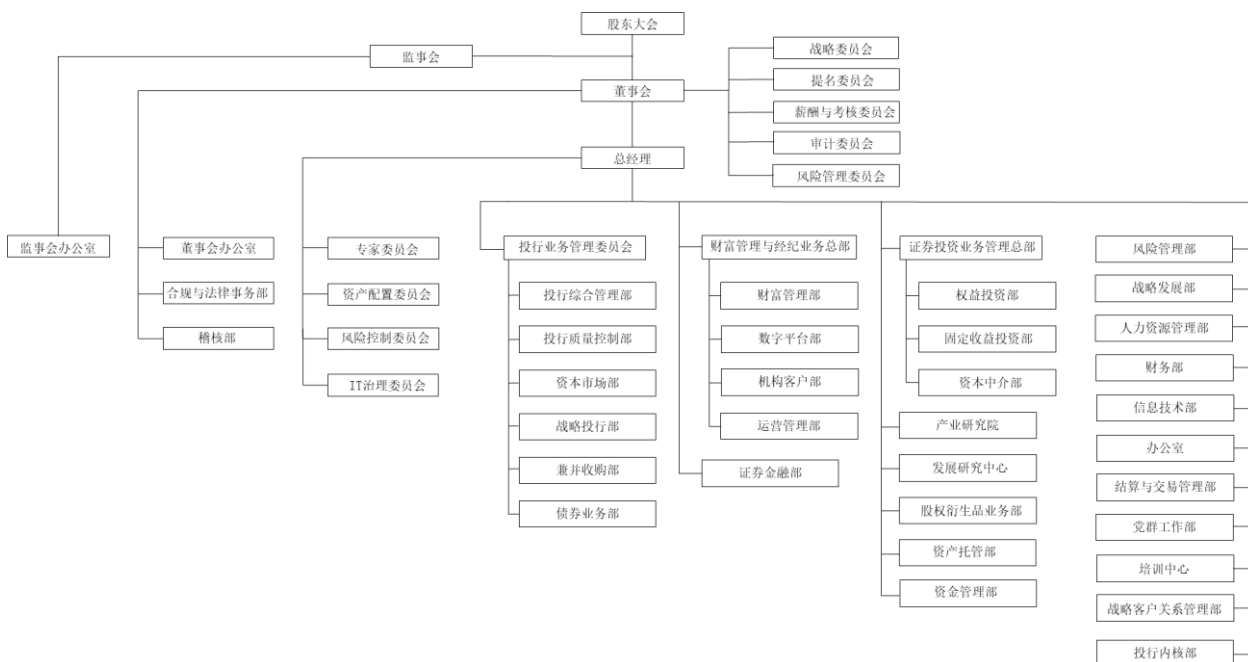 股东大会
监事会
战略委员会
提名委员会
董事会
薪酬与考核委员会
审计委员会
总经理
风险管理委员会
监事会办公室
董事会办公室
合规与法律事务部
稽核部
专家委员会
资产配置委员会
风险控制委员会
IT治理委员会
投行业务管理委员会
投行综合管理部
投行质量控制部
资本市场部
战略投行部
兼并收购部
债券业务部
财富管理与经纪业务总部
财富管理部
数字平台部
机构客户部
运营管理部
证券金融部
证券投资业务管理总部
权益投资部
固定收益投资部
资本中介部
产业研究院
发展研究中心
股权衍生品业务部
资产托管部
资金管理部
风险管理部
战略发展部
人力资源管理部
财务部
信息技术部
办公室
结算与交易管理部
党群工作部
培训中心
战略客户关系管理部
投行内核部